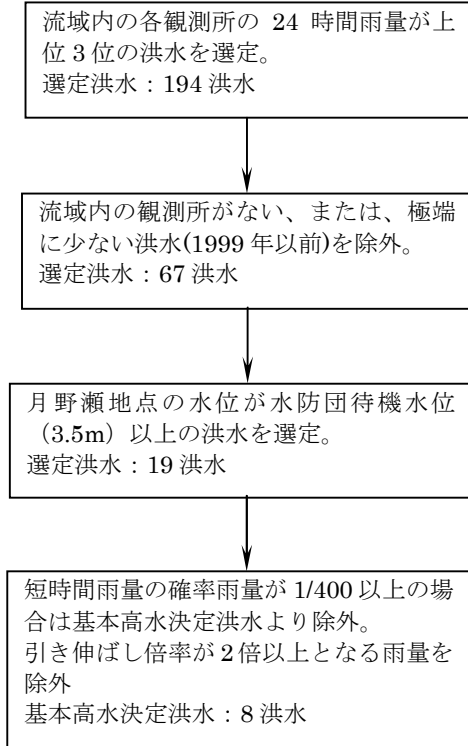 流域内の各観測所の 24 時間雨量が上
位 3 位の洪水を選定。
選定洪水：194 洪水
流域内の観測所がない、または、極端
に少ない洪水(1999 年以前)を除外。
選定洪水：67 洪水
月野瀬地点の水位が水防団待機水位
（3.5m）以上の洪水を選定。
選定洪水：19 洪水
短時間雨量の確率雨量が 1/400 以上の場
合は基本高水決定洪水より除外。
引き伸ばし倍率が 2 倍以上となる雨量を
除外
基本高水決定洪水：8 洪水